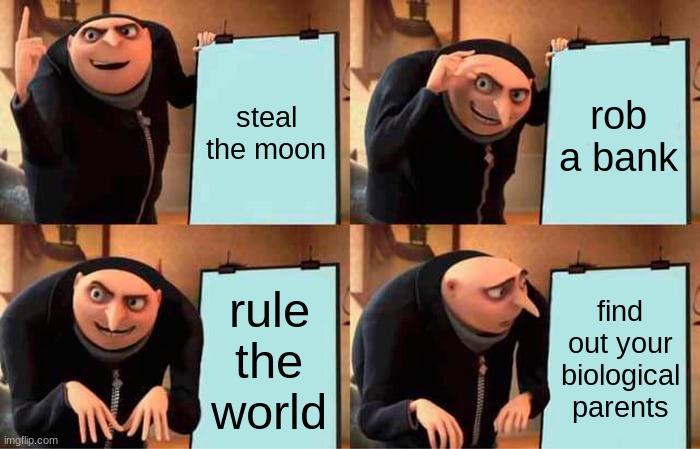 steal
the moon
rob
a bank
rule
the
world
find
out your
biological
parents
imgflip.com